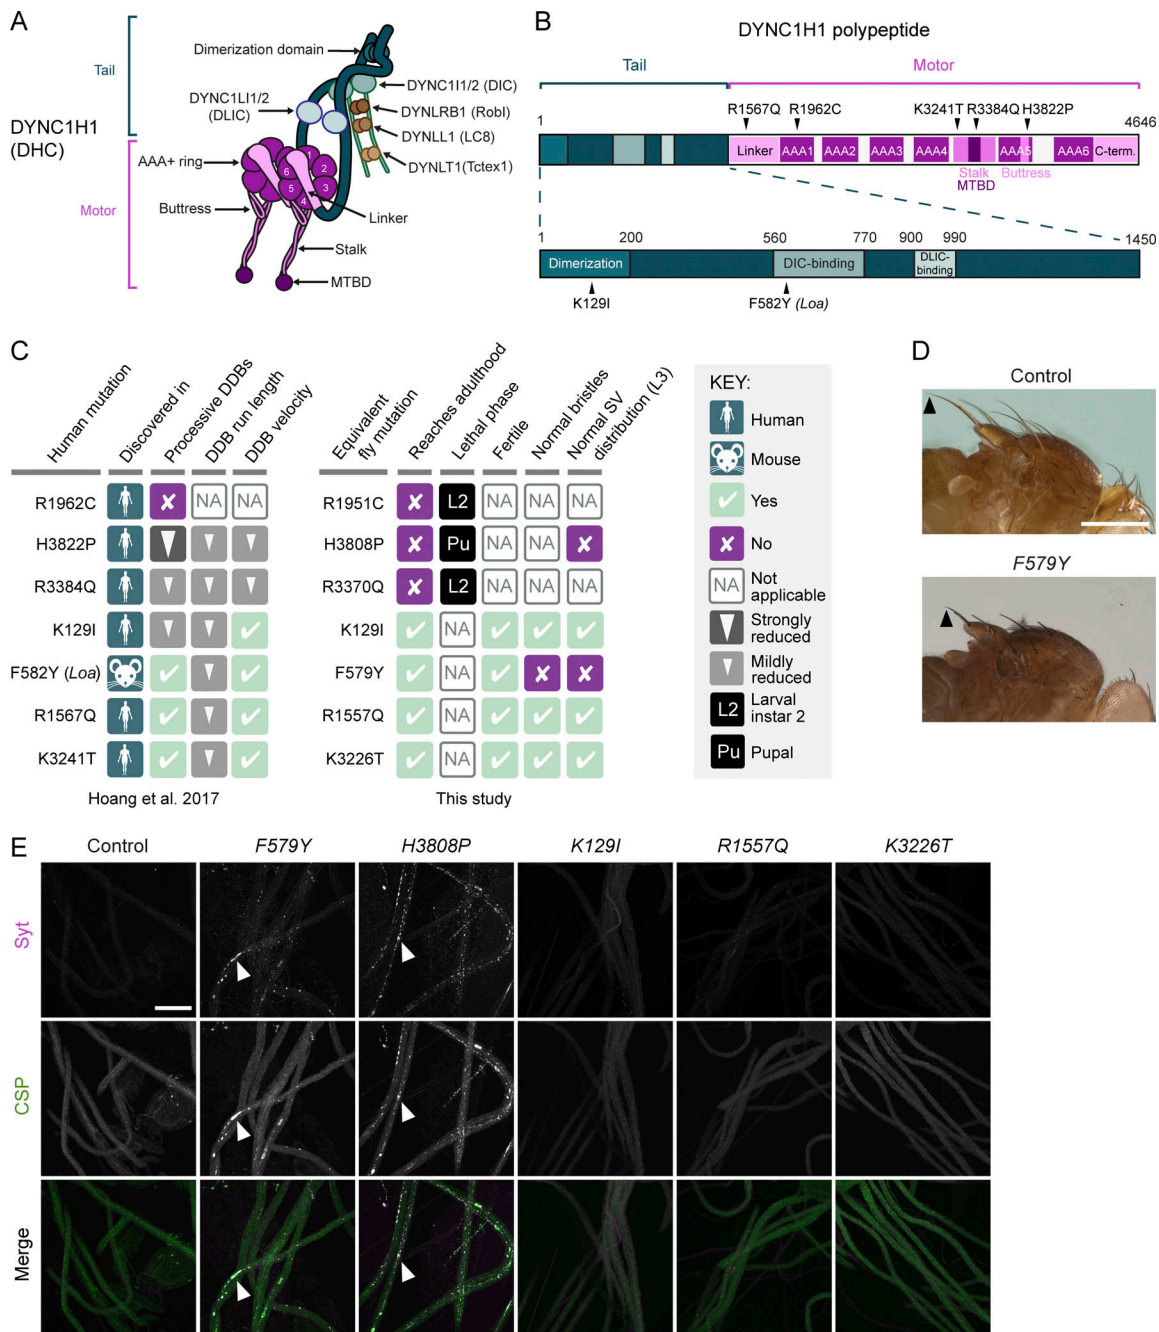 A
Tail
DYNC1H1
(DHC)
Motor
Dimerization domain
DYNC1LI1/2
(DLIC)
DYNC1I1/2 (DIC)
DYNLRB1 (Robl)
DYNLL1 (LC8)
DYNLT1(Tctex1)
AAA+ ring
6
5
4
2
3
Buttress
Linker
Stalk
MTBD
B
DYNC1H1 polypeptide
Tail
Motor
R1567Q
R1962C
K3241T
R3384Q
H3822P
1
4646
Linker
AAA1
AAA2
AAA3
AAA4
AAA5
AAA6
C-term.
Stalk
MTBD
Buttress
1
200
560
770
900
990
1450
Dimerization
DIC-binding
DLIC-
binding
K129I
F582Y (Loa)
C
Human mutation
Discovered in
Processive DDBs
DDB run length
DDB velocity
Equivalent
fly mutation
Reaches adulthood
Lethal phase
Fertile
Normal bristles
Normal SV
distribution (L3)
R1962C NA NA R1951C L2 NA NA NA
H3822P H3808P Pu NA NA
R3384Q R3370Q L2 NA NA NA
K129I K129I NA
F582Y (Loa) F579Y NA
R1567Q R1557Q NA
K3241T K3226T NA
Hoang et al. 2017
This study
KEY:
Human
Mouse
Yes
No
NA Not
applicable
Strongly
reduced
Mildly
reduced
L2 Larval
instar 2
Pu Pupal
D
Control
F579Y
E
Control
F579Y
H3808P
K129I
R1557Q
K3226T
Syt
CSP
Merge